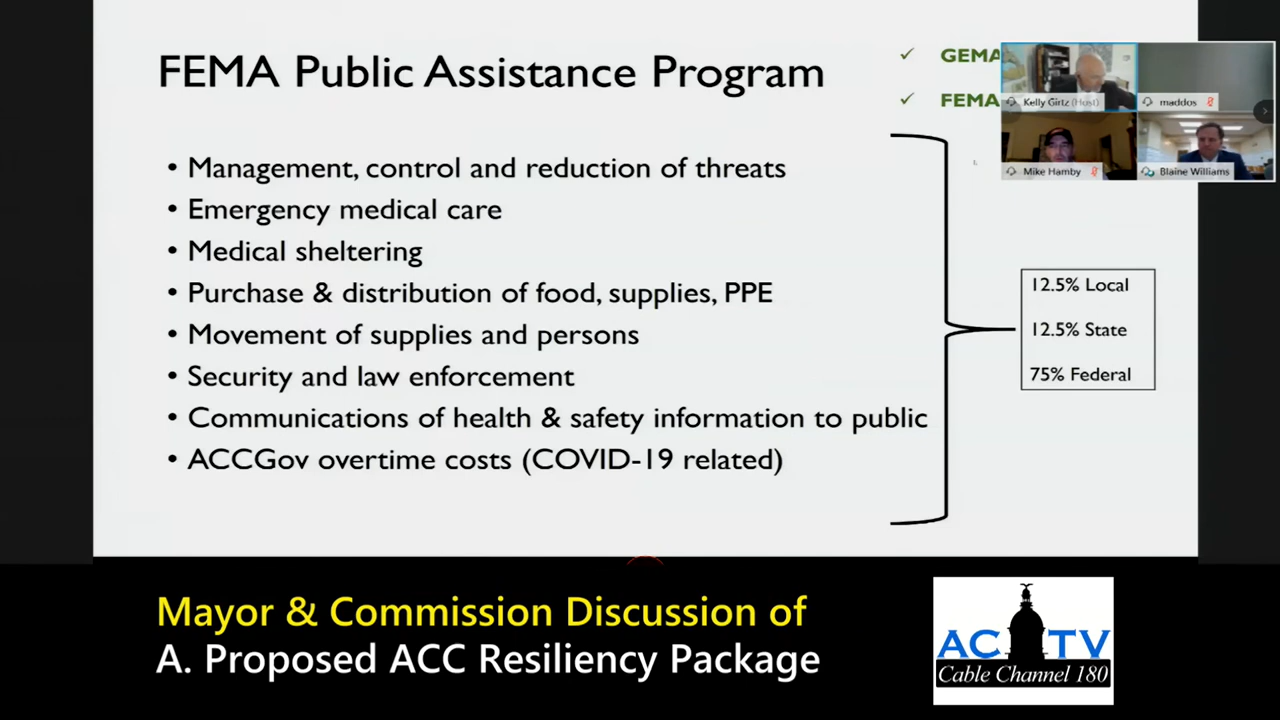 FEMA Public Assistance Program
✓ GEMA
✓ FEMA
Kelly Girtz (Host)
maddos
Mike Hamby
Blaine Williams
• Management, control and reduction of threats
• Emergency medical care
• Medical sheltering
• Purchase & distribution of food, supplies, PPE
• Movement of supplies and persons
• Security and law enforcement
• Communications of health & safety information to public
• ACCGov overtime costs (COVID-19 related)
12.5% Local
12.5% State
75% Federal
Mayor & Commission Discussion of
A. Proposed ACC Resiliency Package
ACTV
Cable Channel 180